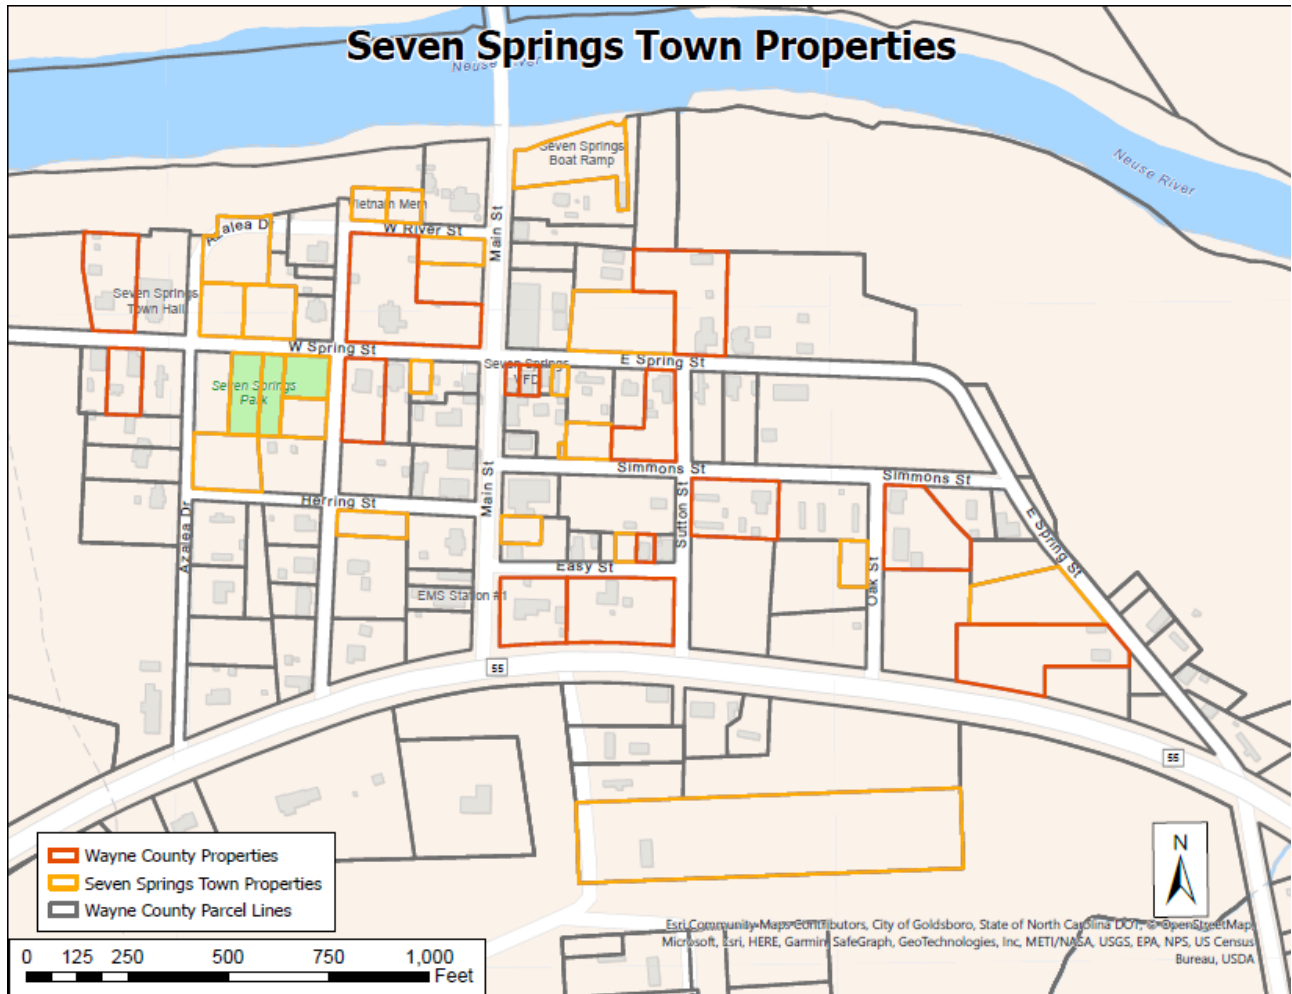 Seven Springs Town Properties
Neuse River
Seven Springs
Boat Ramp
Neuse River
Vietnam Mem
Azalea Dr
W River St
Main St
Seven Springs
Town Hall
W Spring St
Seven Springs
VFD
E Spring St
Seven Springs
Park
Simmons St
Simmons St
Main St
Herring St
Sutton St
Azalea Dr
E Spring St
Easy St
Oak St
EMS Station #1
55
55
Wayne County Properties
Seven Springs Town Properties
Wayne County Parcel Lines
N
Esri Community Maps Contributors, City of Goldsboro, State of North Carolina DOT, © OpenStreetMap,
Microsoft, Esri, HERE, Garmin, SafeGraph, GeoTechnologies, Inc, METI/NASA, USGS, EPA, NPS, US Census
Bureau, USDA
0 125 250 500 750 1,000
Feet